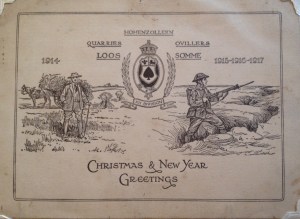 HOHENZOLLERN
QUARRIES OVILLERS
LOOS SOMME
1914 1915-1916-1917
CHRISTMAS & NEW YEAR
GREETINGS